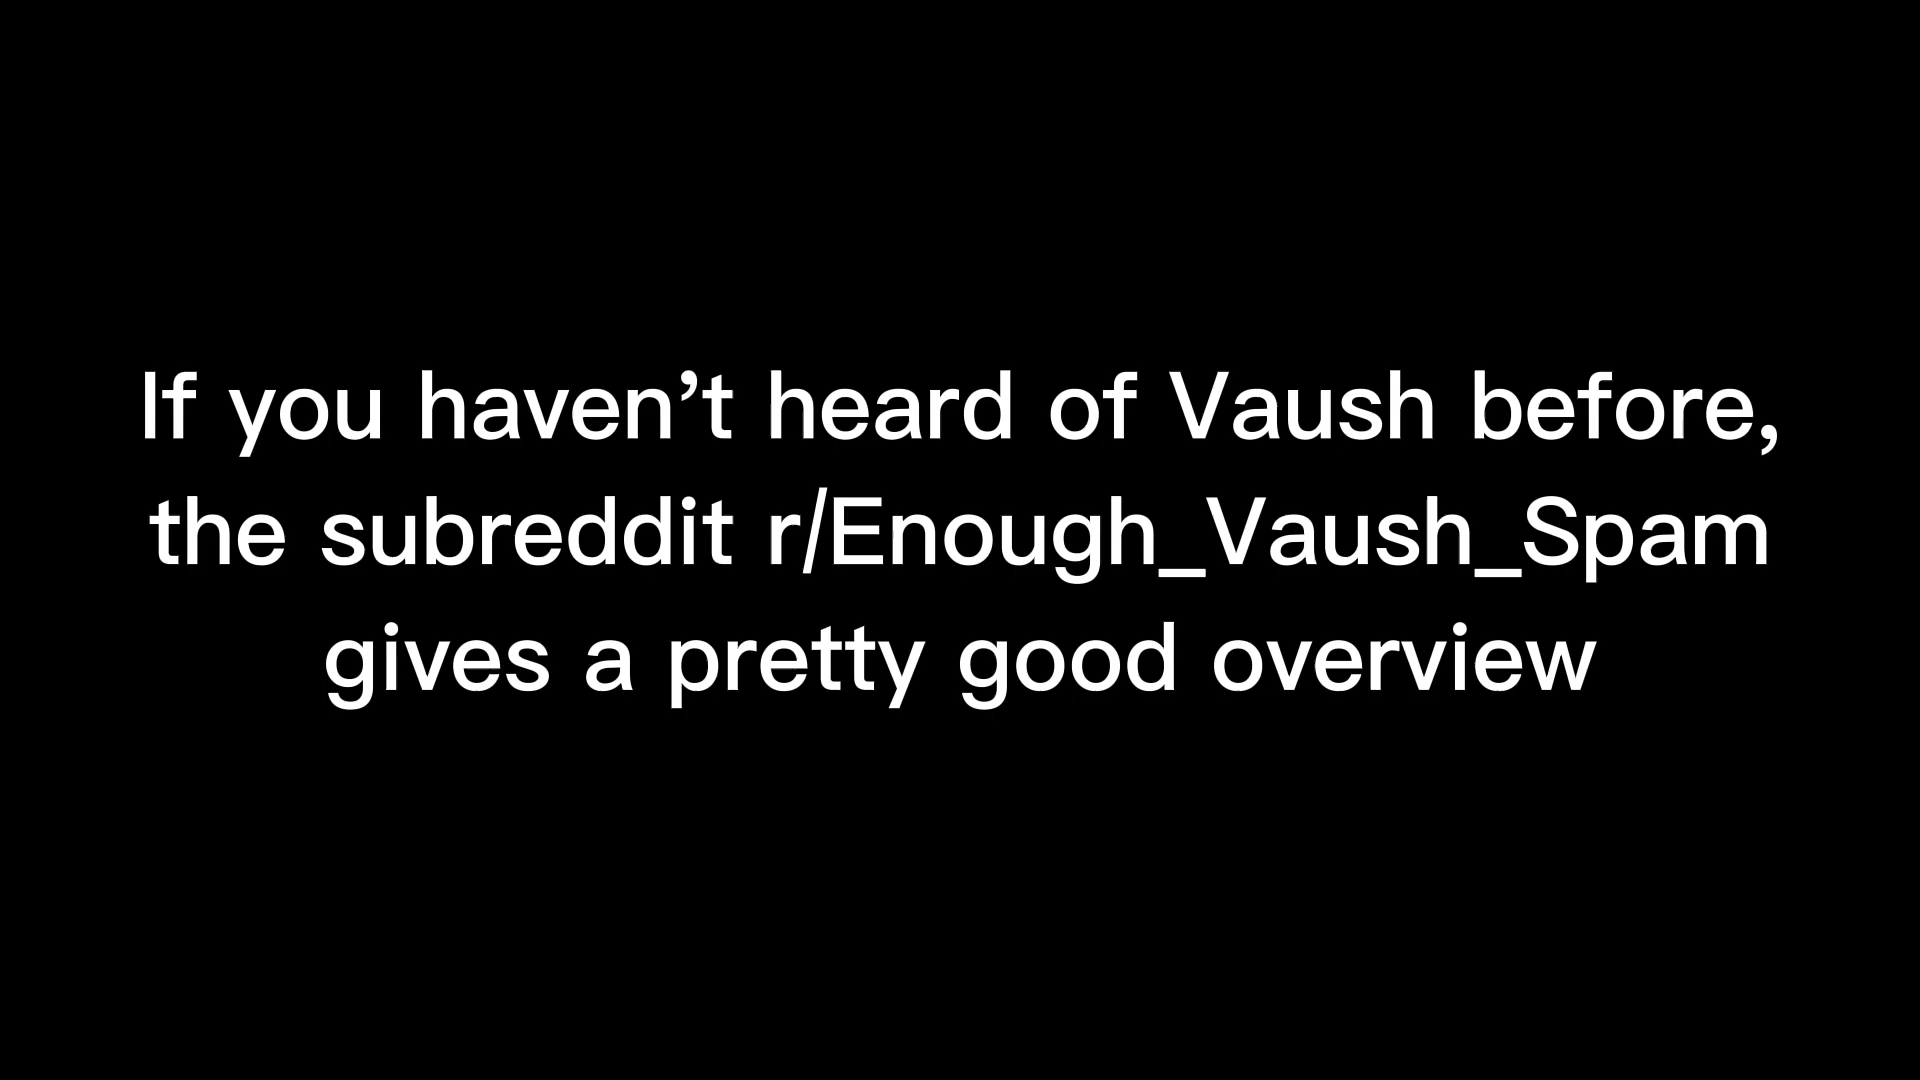 If you haven’t heard of Vaush before,
the subreddit r/Enough_Vaush_Spam
gives a pretty good overview